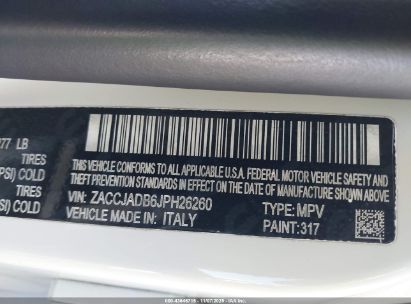 277 LB
TIRES
PSI) COLD
TIRES
PSI) COLD
THIS VEHICLE CONFORMS TO ALL APPLICABLE U.S.A. FEDERAL MOTOR VEHICLE SAFETY AND
THEFT PREVENTION STANDARDS IN EFFECT ON THE DATE OF MANUFACTURE SHOWN ABOVE.
VIN: ZACCJADB6JPH26260 TYPE: MPV
VEHICLE MADE IN: ITALY PAINT: 317